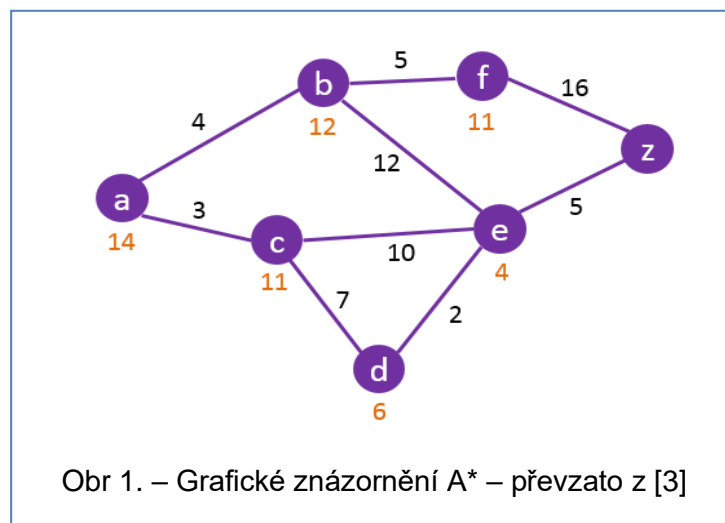 5
b
f
16
4
12
11
z
12
a
3
5
e
c
14
10
4
11
7
2
d
6
Obr 1. – Grafické znázornění A* – převzato z [3]